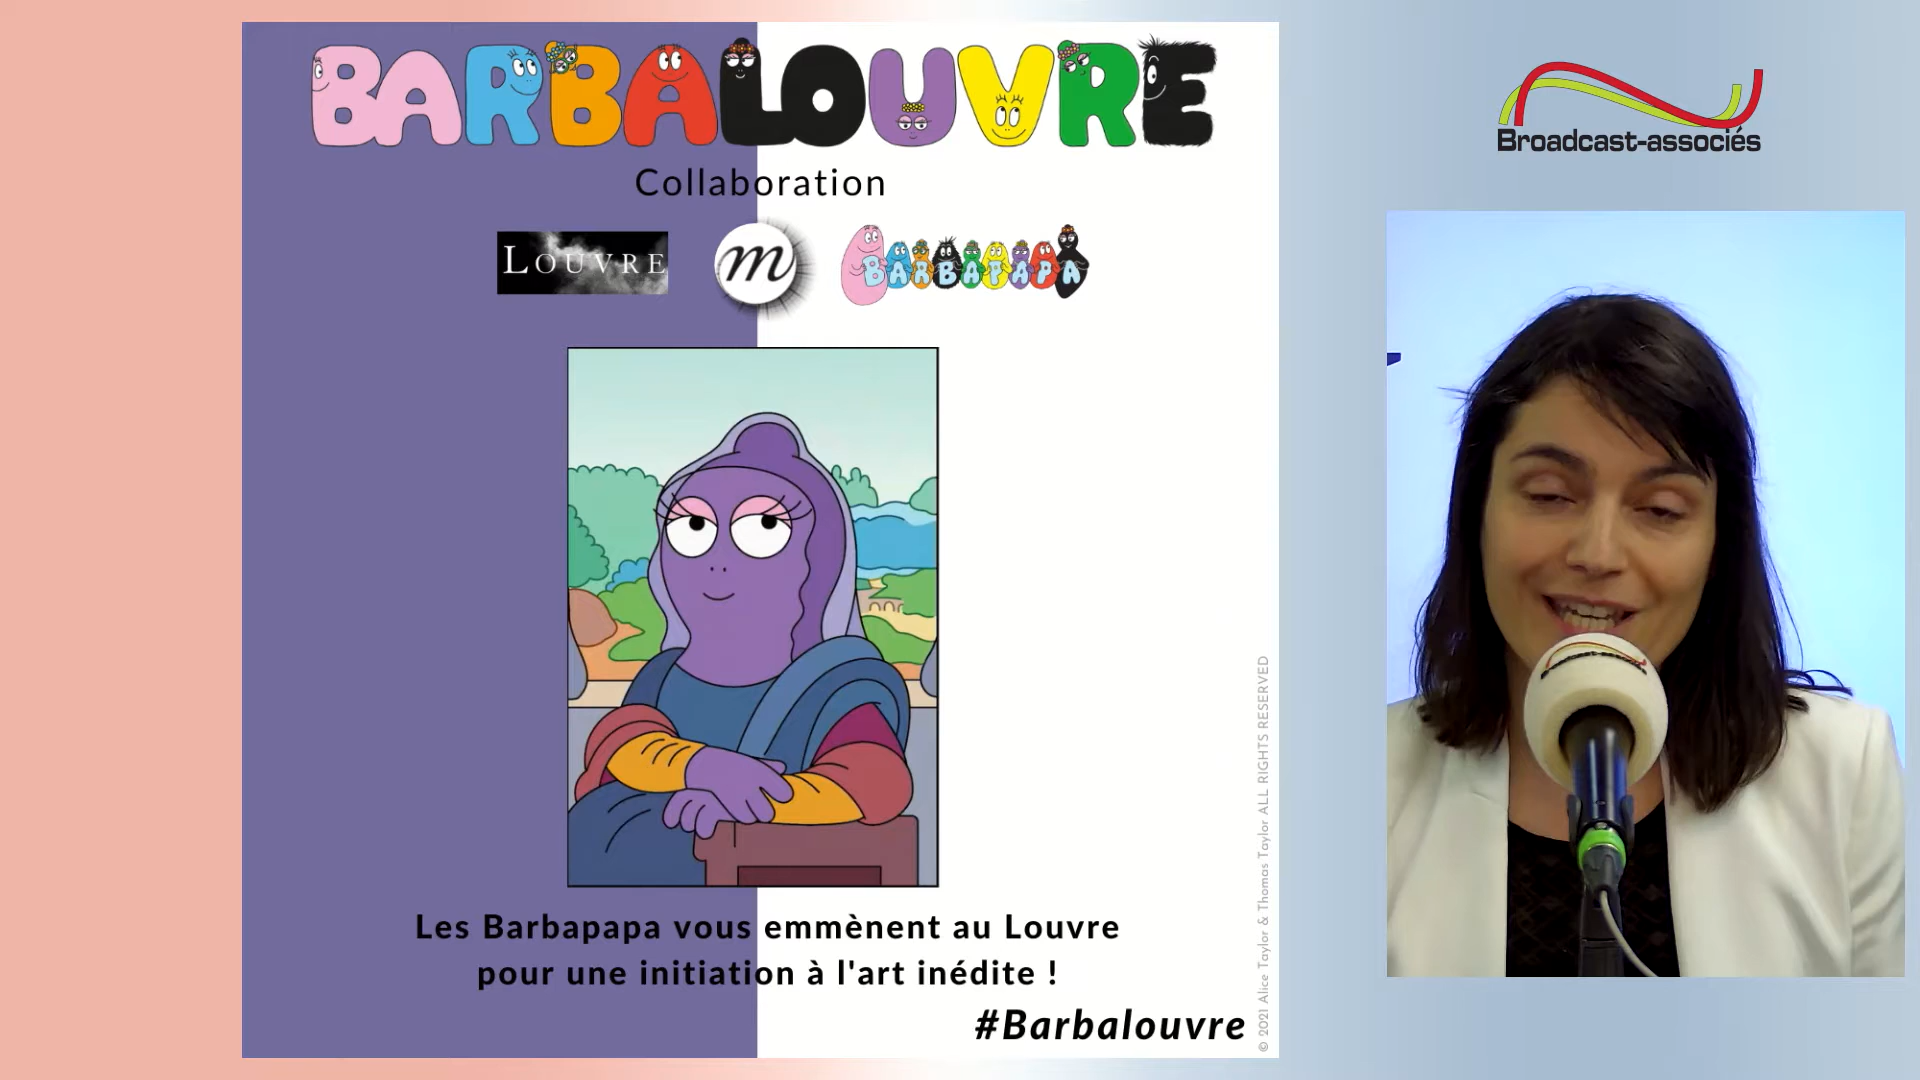 BARBALOUVRE
Collaboration
LOUVRE
m
BARBAPAPA
Les Barbapapa vous emmènent au Louvre
pour une initiation à l'art inédite !
#Barbalouvre
© 2021 Alice Taylor & Thomas Taylor ALL RIGHTS RESERVED
Broadcast-associés